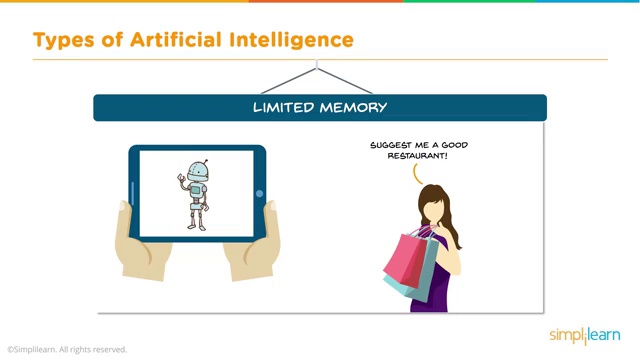 Types of Artificial Intelligence
LIMITED MEMORY
SUGGEST ME A GOOD
RESTAURANT!
©Simplilearn. All rights reserved.
simplilearn